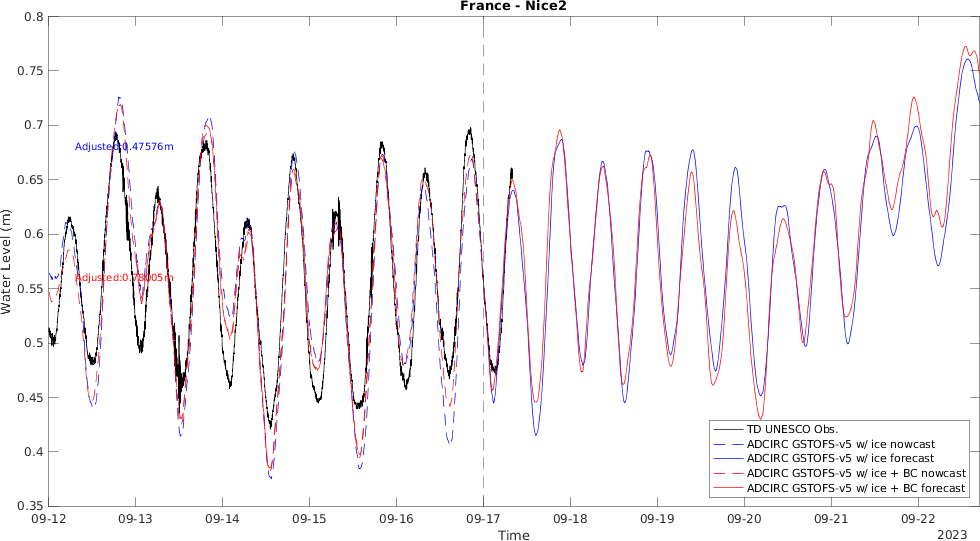 France - Nice2
0.8
0.75
0.7
0.65
0.6
0.55
0.5
0.45
0.4
0.35
Water Level (m)
Adjusted:0.47576m
Adjusted:0.78005m
TD UNESCO Obs.
ADCIRC GSTOFS-v5 w/ ice nowcast
ADCIRC GSTOFS-v5 w/ ice forecast
ADCIRC GSTOFS-v5 w/ ice + BC nowcast
ADCIRC GSTOFS-v5 w/ ice + BC forecast
09-12 09-13 09-14 09-15 09-16 09-17 09-18 09-19 09-20 09-21 09-22
Time
2023